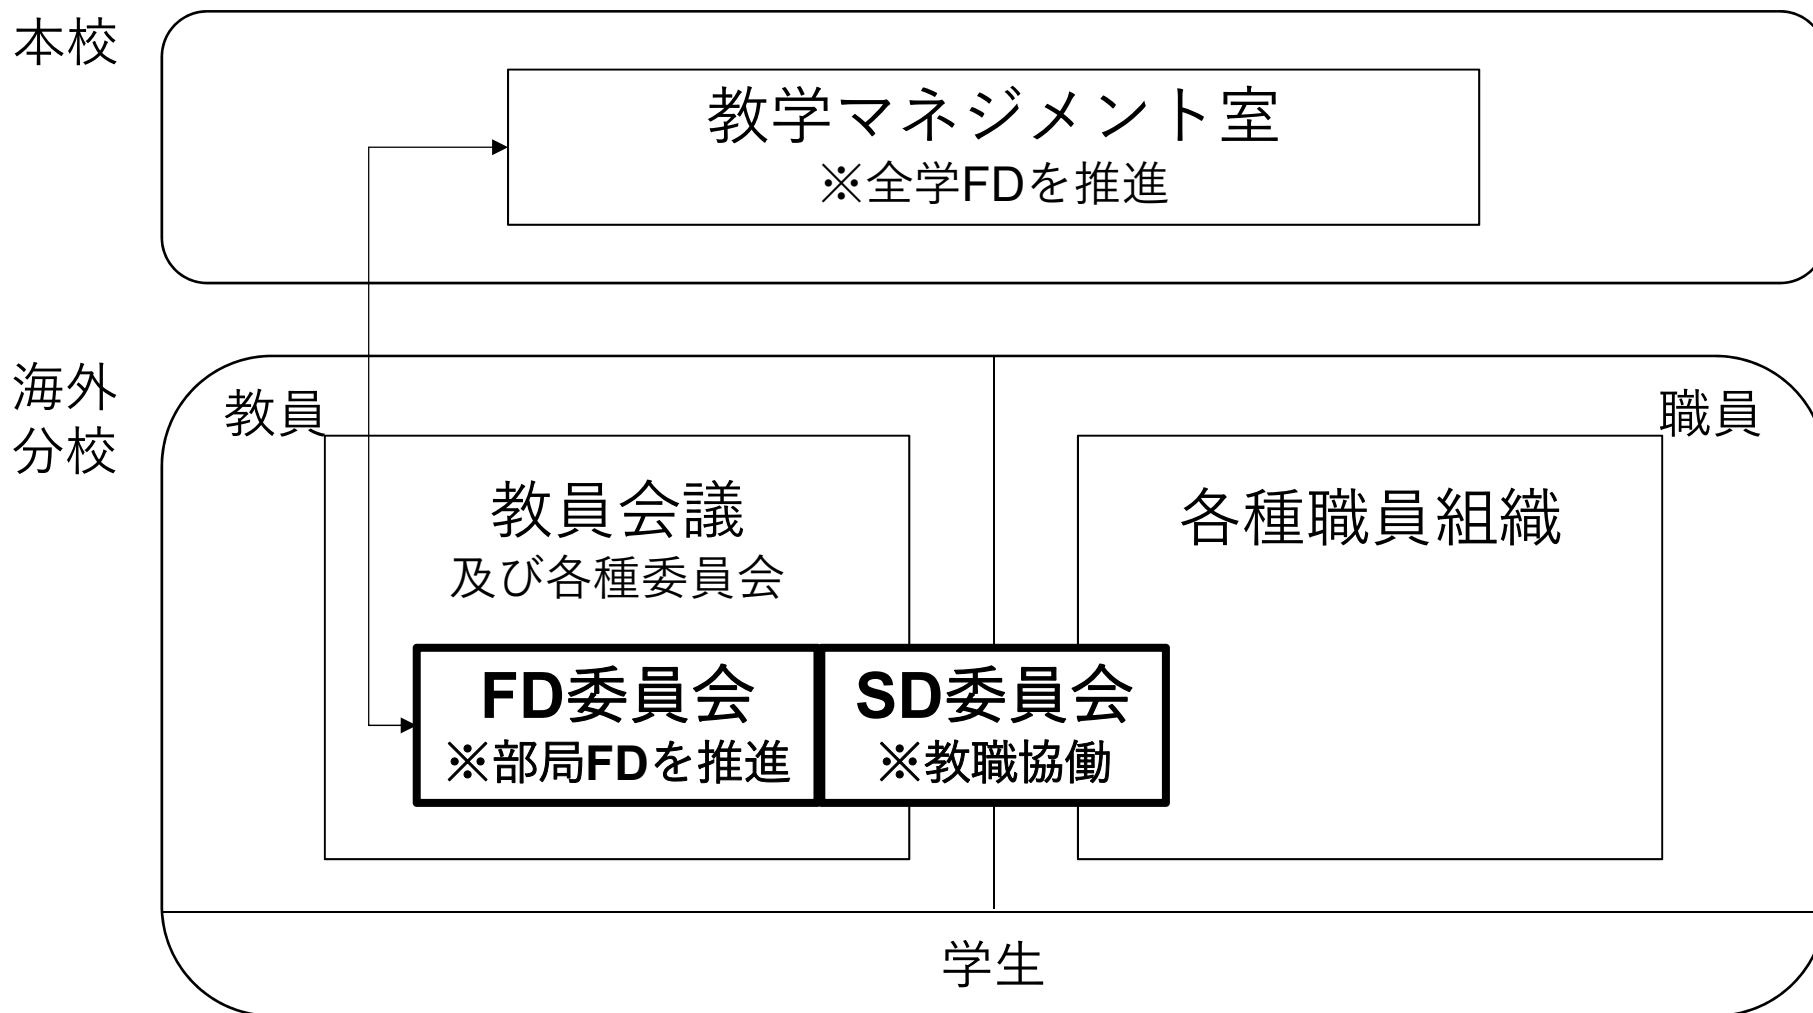 本校
教学マネジメント室
※全学FDを推進
海外
分校
教員
職員
教員会議
及び各種委員会
各種職員組織
FD委員会
※部局FDを推進
SD委員会
※教職協働
学生